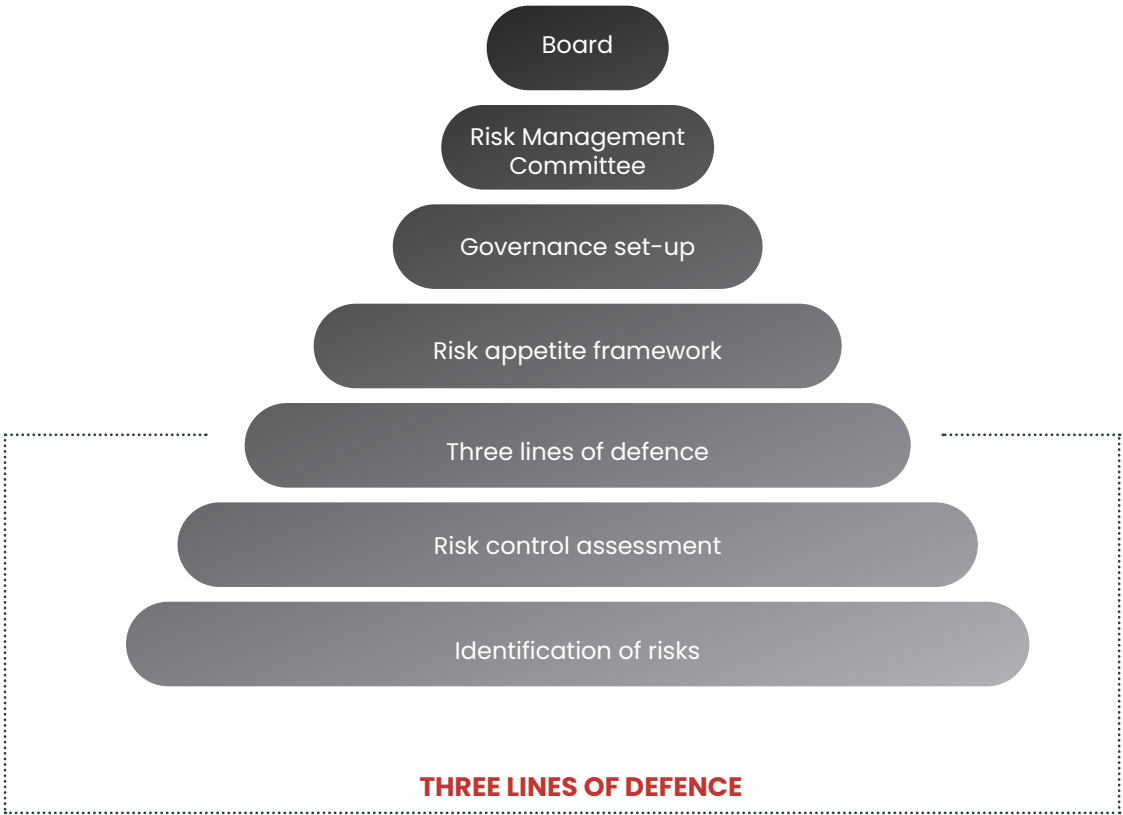 Board
Risk Management
Committee
Governance set-up
Risk appetite framework
Three lines of defence
Risk control assessment
Identification of risks
THREE LINES OF DEFENCE